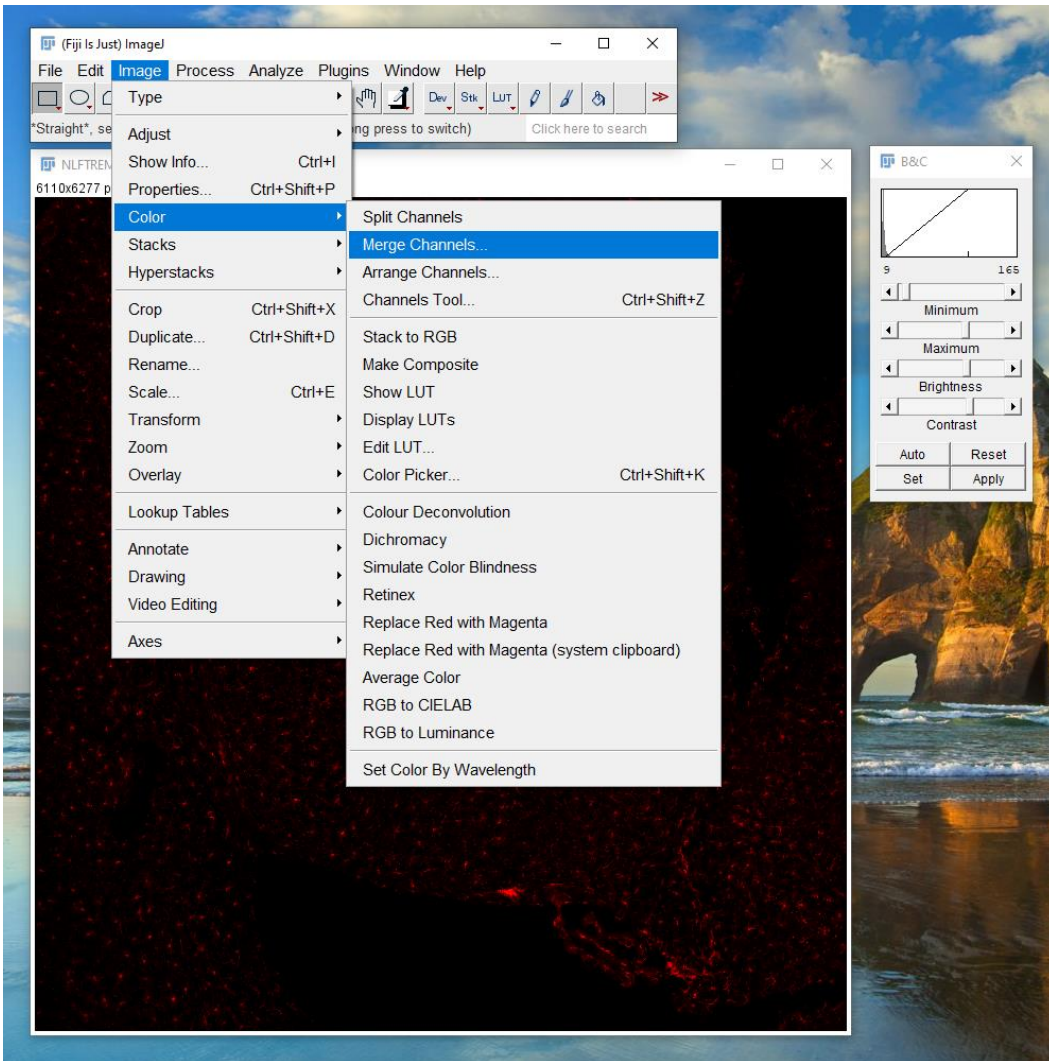 (Fiji Is Just) ImageJ
File Edit Image Process Analyze Plugins Window Help
Dev Stk LUT
*Straight*, se
ng press to switch)
Click here to search
NLFTREM
6110x6277 p
Type
Adjust
Show Info... Ctrl+I
Properties... Ctrl+Shift+P
Color
Stacks
Hyperstacks
Crop Ctrl+Shift+X
Duplicate... Ctrl+Shift+D
Rename...
Scale... Ctrl+E
Transform
Zoom
Overlay
Lookup Tables
Annotate
Drawing
Video Editing
Axes
Split Channels
Merge Channels...
Arrange Channels...
Channels Tool... Ctrl+Shift+Z
Stack to RGB
Make Composite
Show LUT
Display LUTs
Edit LUT...
Color Picker... Ctrl+Shift+K
Colour Deconvolution
Dichromacy
Simulate Color Blindness
Retinex
Replace Red with Magenta
Replace Red with Magenta (system clipboard)
Average Color
RGB to CIELAB
RGB to Luminance
Set Color By Wavelength
B&C
9 165
Minimum
Maximum
Brightness
Contrast
Auto Reset
Set Apply